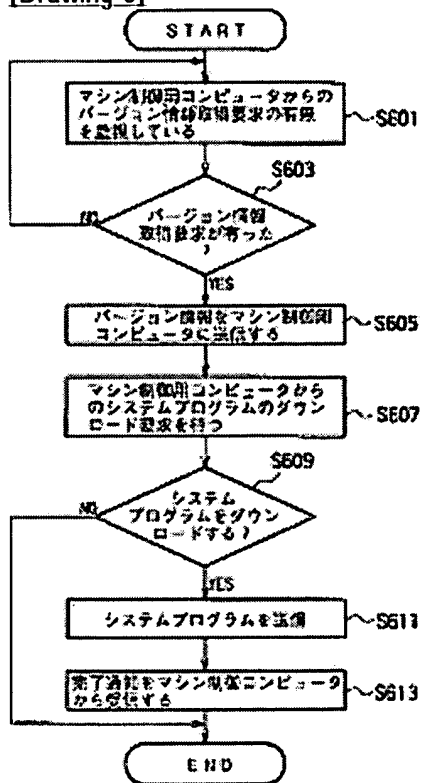 START
マシン制御用コンピュータからの
バージョン情報取得要求の有無
を監視している
S601
S603
NO
バージョン情報
取得要求が有った
?
YES
バージョン情報をマシン制御用
コンピュータに送信する
S605
マシン制御用コンピュータから
のシステムプログラムのダウン
ロード要求を待つ
S607
S609
NO
システム
プログラムをダウン
ロードする?
YES
システムプログラムを送信
S611
完了通知をマシン制御コンピュータ
から受信する
S613
END